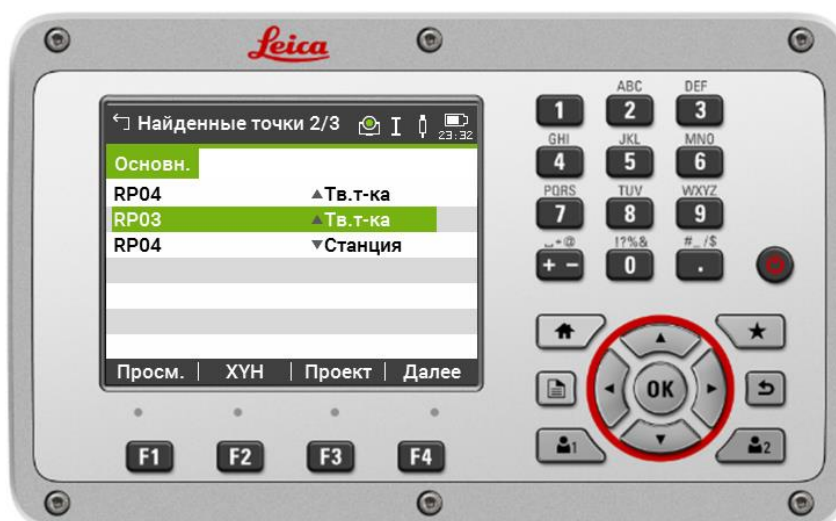 Leica
Найденные точки 2/3
23:32
Основн.
RP04 ▲Тв.т-ка
RP03 ▲Тв.т-ка
RP04 ▼Станция
Просм. | XYH | Проект | Далее
F1 F2 F3 F4
ABC DEF
1 2 3
GHI JKL MNO
4 5 6
PQRS TUV WXYZ
7 8 9
!?%& #_/$
+ - 0 .
OK
1 2